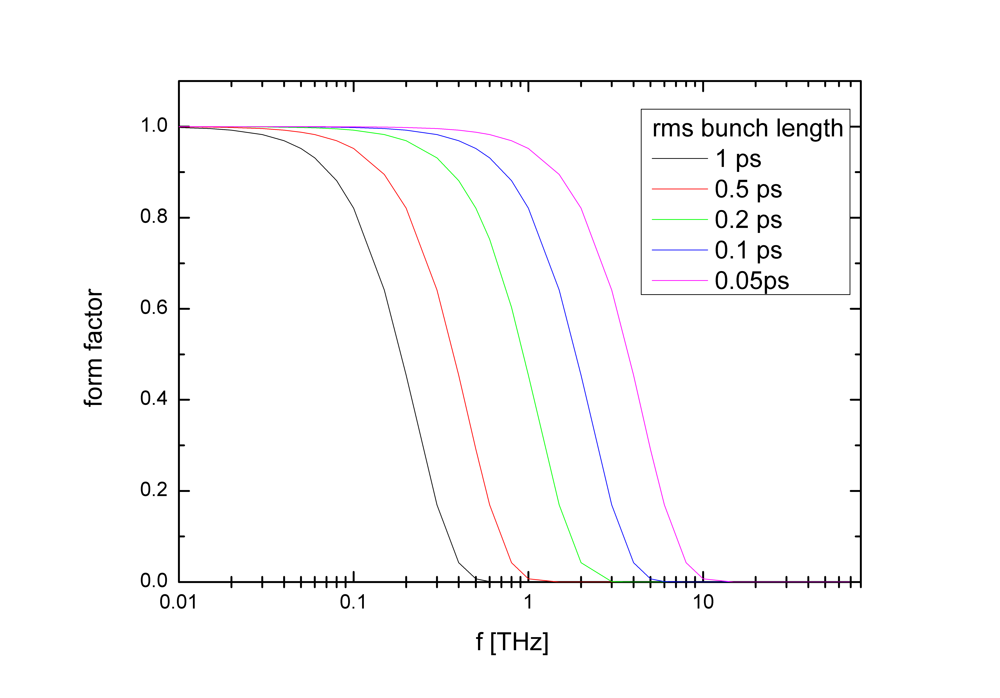 rms bunch length
1 ps
0.5 ps
0.2 ps
0.1 ps
0.05ps
form factor
1.0
0.8
0.6
0.4
0.2
0.0
0.01
0.1
1
10
f [THz]